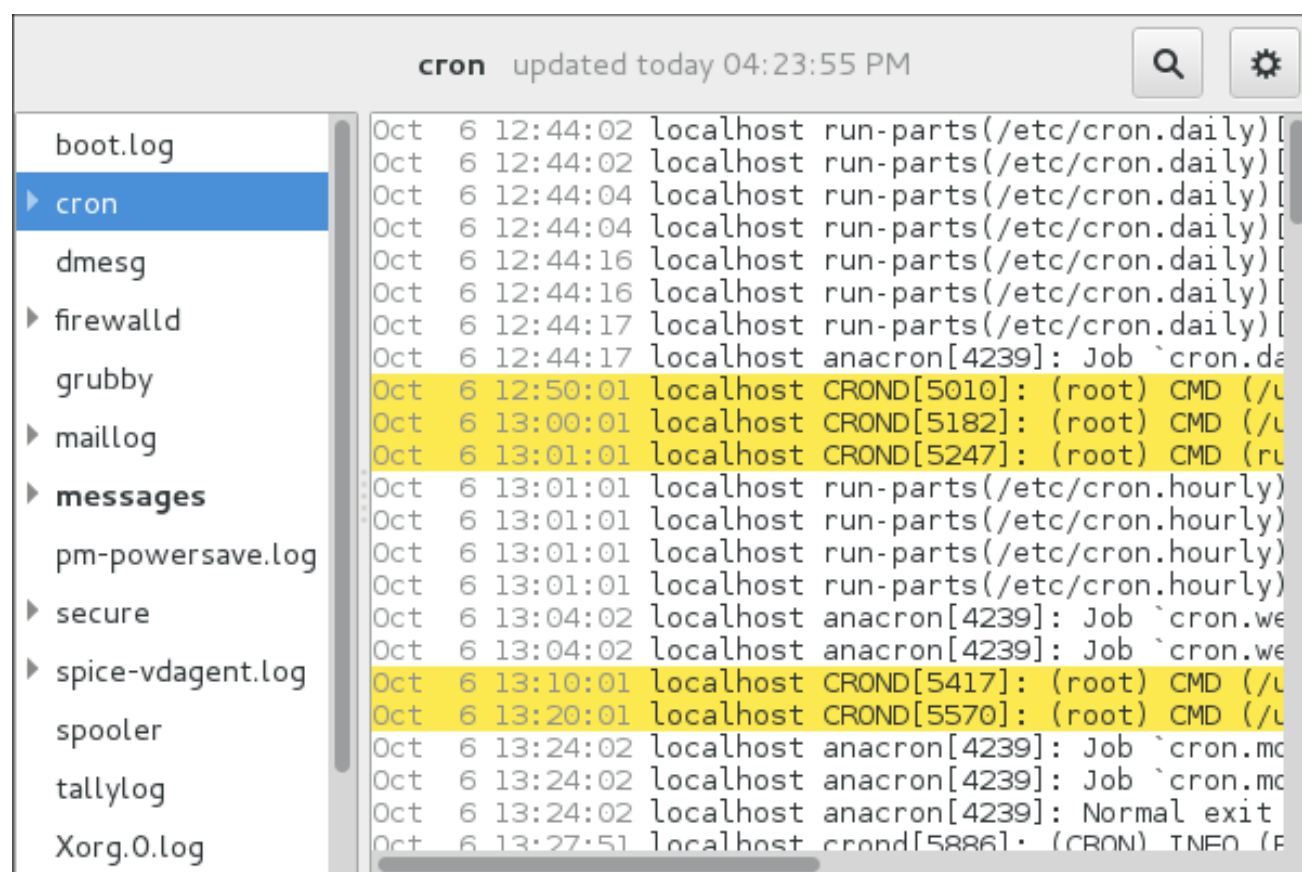 cron updated today 04:23:55 PM
boot.log
cron
dmesg
firewalld
grubby
maillog
messages
pm-powersave.log
secure
spice-vdagent.log
spooler
tallylog
Xorg.0.log
Oct 6 12:44:02 localhost run-parts(/etc/cron.daily)[
Oct 6 12:44:02 localhost run-parts(/etc/cron.daily)[
Oct 6 12:44:04 localhost run-parts(/etc/cron.daily)[
Oct 6 12:44:04 localhost run-parts(/etc/cron.daily)[
Oct 6 12:44:16 localhost run-parts(/etc/cron.daily)[
Oct 6 12:44:16 localhost run-parts(/etc/cron.daily)[
Oct 6 12:44:17 localhost run-parts(/etc/cron.daily)[
Oct 6 12:44:17 localhost anacron[4239]: Job `cron.da
Oct 6 12:50:01 localhost CROND[5010]: (root) CMD (/u
Oct 6 13:00:01 localhost CROND[5182]: (root) CMD (/u
Oct 6 13:01:01 localhost CROND[5247]: (root) CMD (ru
Oct 6 13:01:01 localhost run-parts(/etc/cron.hourly)
Oct 6 13:01:01 localhost run-parts(/etc/cron.hourly)
Oct 6 13:01:01 localhost run-parts(/etc/cron.hourly)
Oct 6 13:01:01 localhost run-parts(/etc/cron.hourly)
Oct 6 13:04:02 localhost anacron[4239]: Job `cron.we
Oct 6 13:04:02 localhost anacron[4239]: Job `cron.we
Oct 6 13:10:01 localhost CROND[5417]: (root) CMD (/u
Oct 6 13:20:01 localhost CROND[5570]: (root) CMD (/u
Oct 6 13:24:02 localhost anacron[4239]: Job `cron.mo
Oct 6 13:24:02 localhost anacron[4239]: Job `cron.mo
Oct 6 13:24:02 localhost anacron[4239]: Normal exit
Oct 6 13:27:51 localhost crond[5886]: (CRON) INFO (